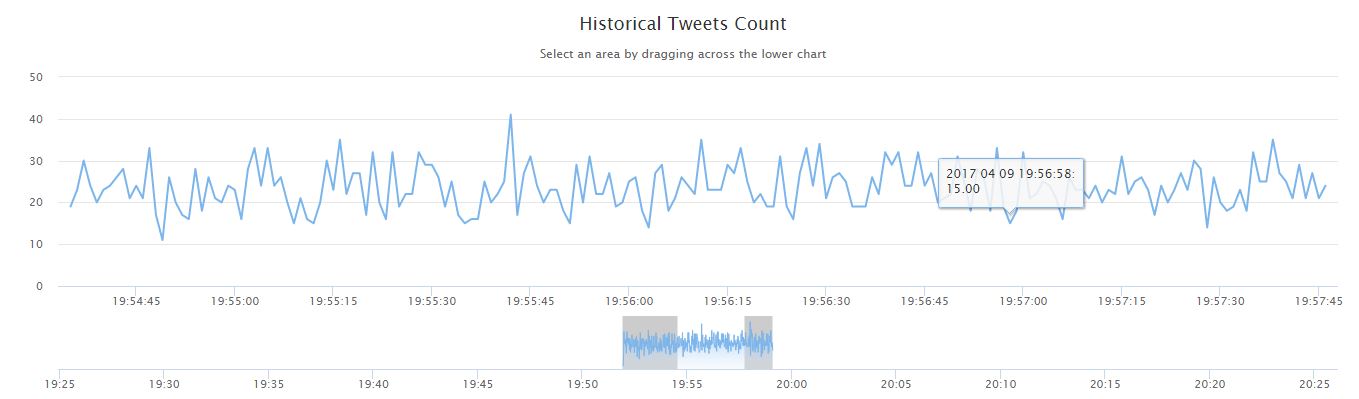 Historical Tweets Count
Select an area by dragging across the lower chart
50
40
30
20
10
0
2017 04 09 19:56:58:
15.00
19:54:45 19:55:00 19:55:15 19:55:30 19:55:45 19:56:00 19:56:15 19:56:30 19:56:45 19:57:00 19:57:15 19:57:30 19:57:45
19:25 19:30 19:35 19:40 19:45 19:50 19:55 20:00 20:05 20:10 20:15 20:20 20:25